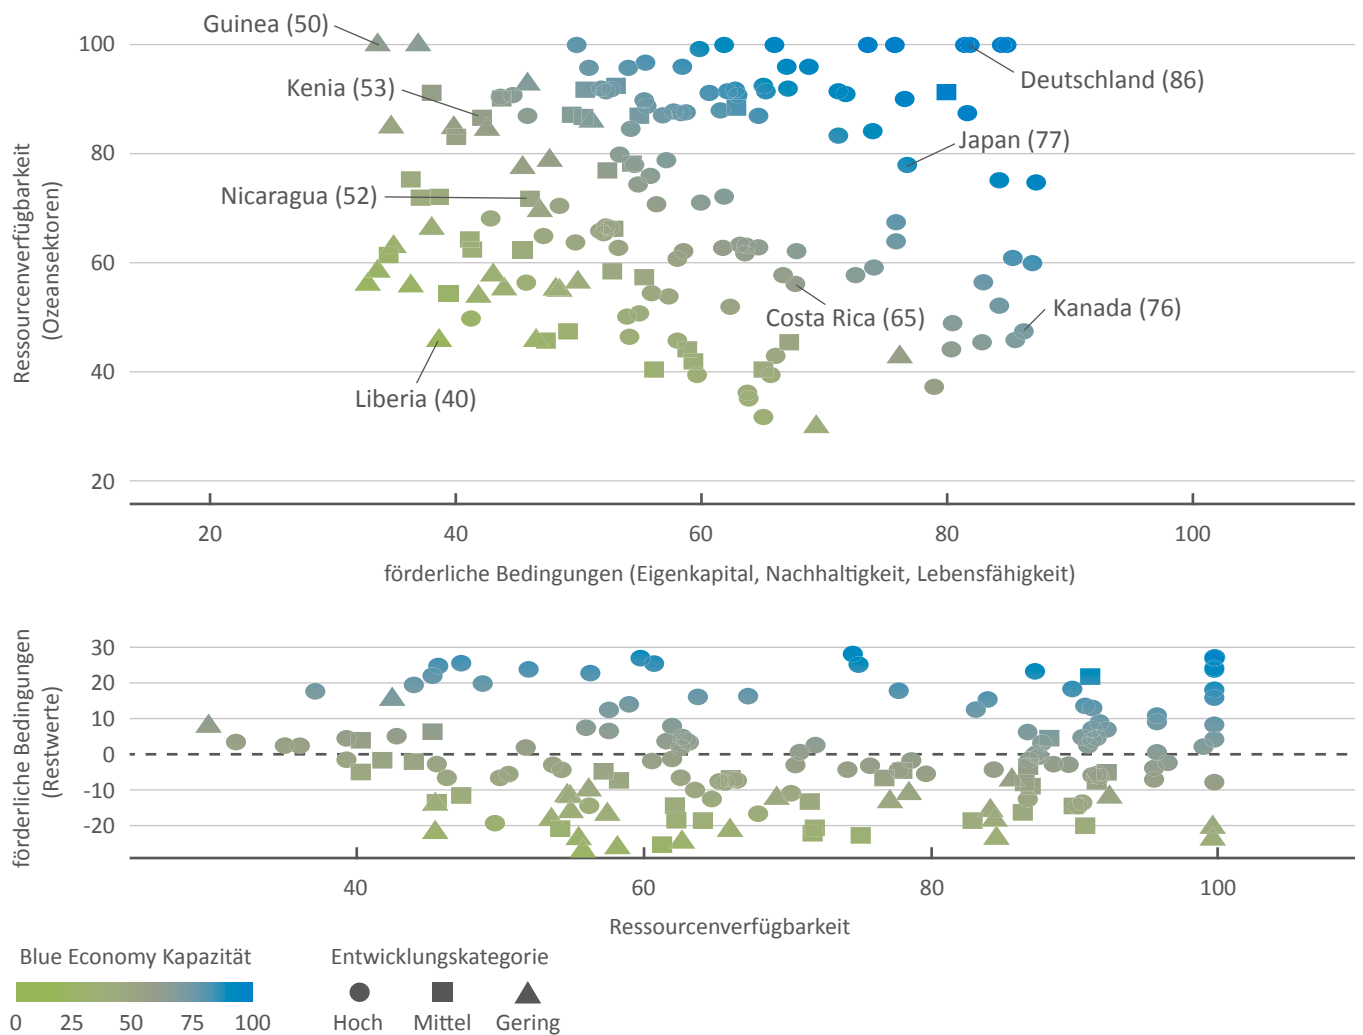 Guinea (50)
100
Deutschland (86)
Kenia (53)
80
Japan (77)
Nicaragua (52)
Ressourcenverfügbarkeit
(Ozeansektoren)
60
Costa Rica (65)
Kanada (76)
40
Liberia (40)
20
20 40 60 80 100
förderliche Bedingungen (Eigenkapital, Nachhaltigkeit, Lebensfähigkeit)
förderliche Bedingungen
(Restwerte)
30
20
10
0
-10
-20
40 60 80 100
Ressourcenverfügbarkeit
Blue Economy Kapazität
0 25 50 75 100
Entwicklungskategorie
Hoch Mittel Gering